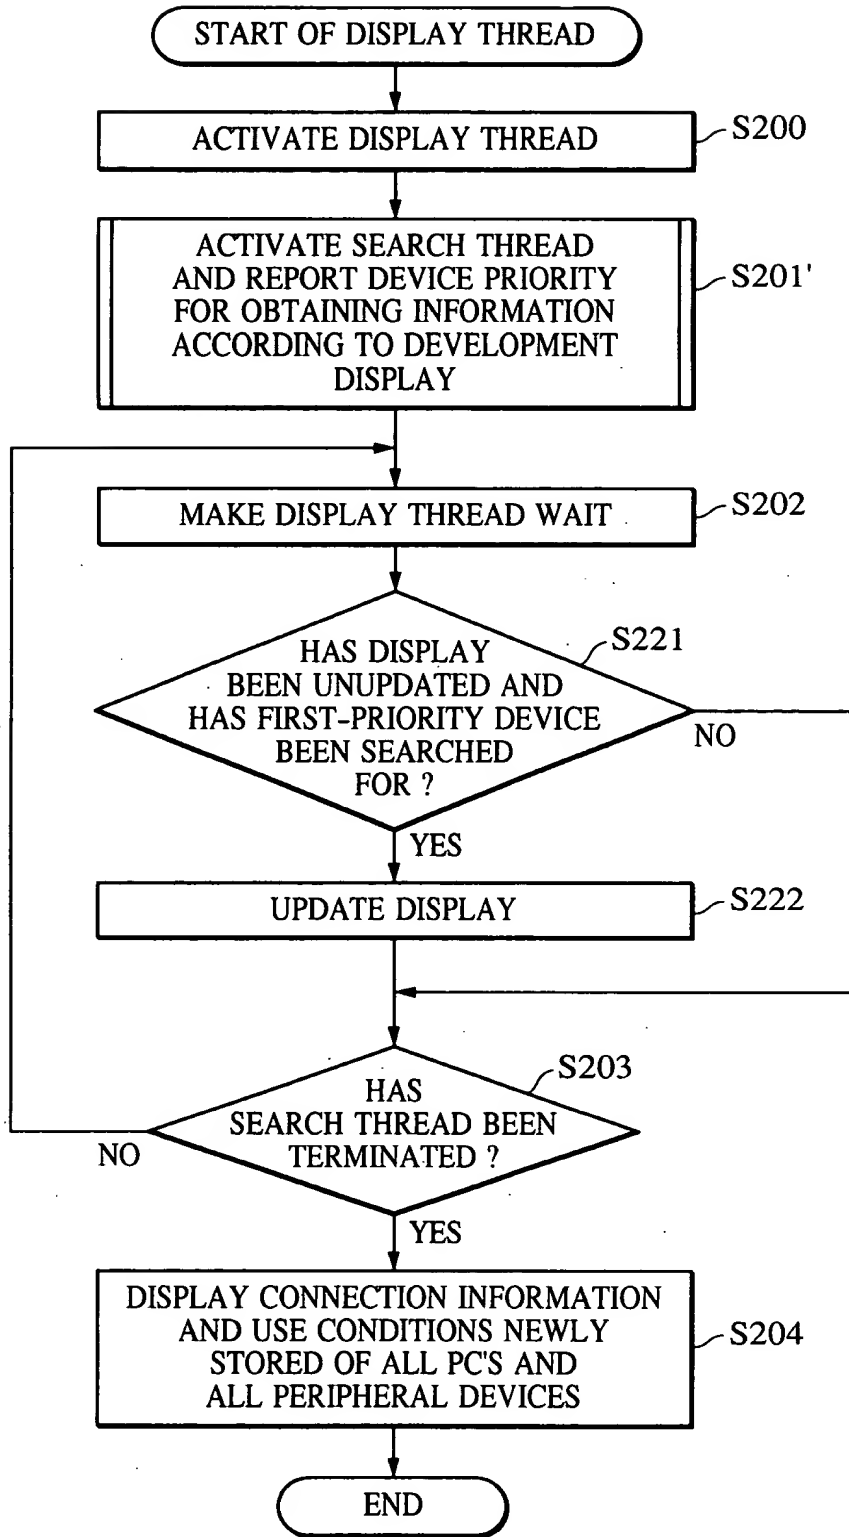 START OF DISPLAY THREAD
ACTIVATE DISPLAY THREAD
S200
ACTIVATE SEARCH THREAD
AND REPORT DEVICE PRIORITY
FOR OBTAINING INFORMATION
ACCORDING TO DEVELOPMENT
DISPLAY
S201'
MAKE DISPLAY THREAD WAIT
S202
HAS DISPLAY
BEEN UNUPDATED AND
HAS FIRST-PRIORITY DEVICE
BEEN SEARCHED
FOR ?
S221
NO
YES
UPDATE DISPLAY
S222
HAS
SEARCH THREAD BEEN
TERMINATED ?
S203
NO
YES
DISPLAY CONNECTION INFORMATION
AND USE CONDITIONS NEWLY
STORED OF ALL PC'S AND
ALL PERIPHERAL DEVICES
S204
END